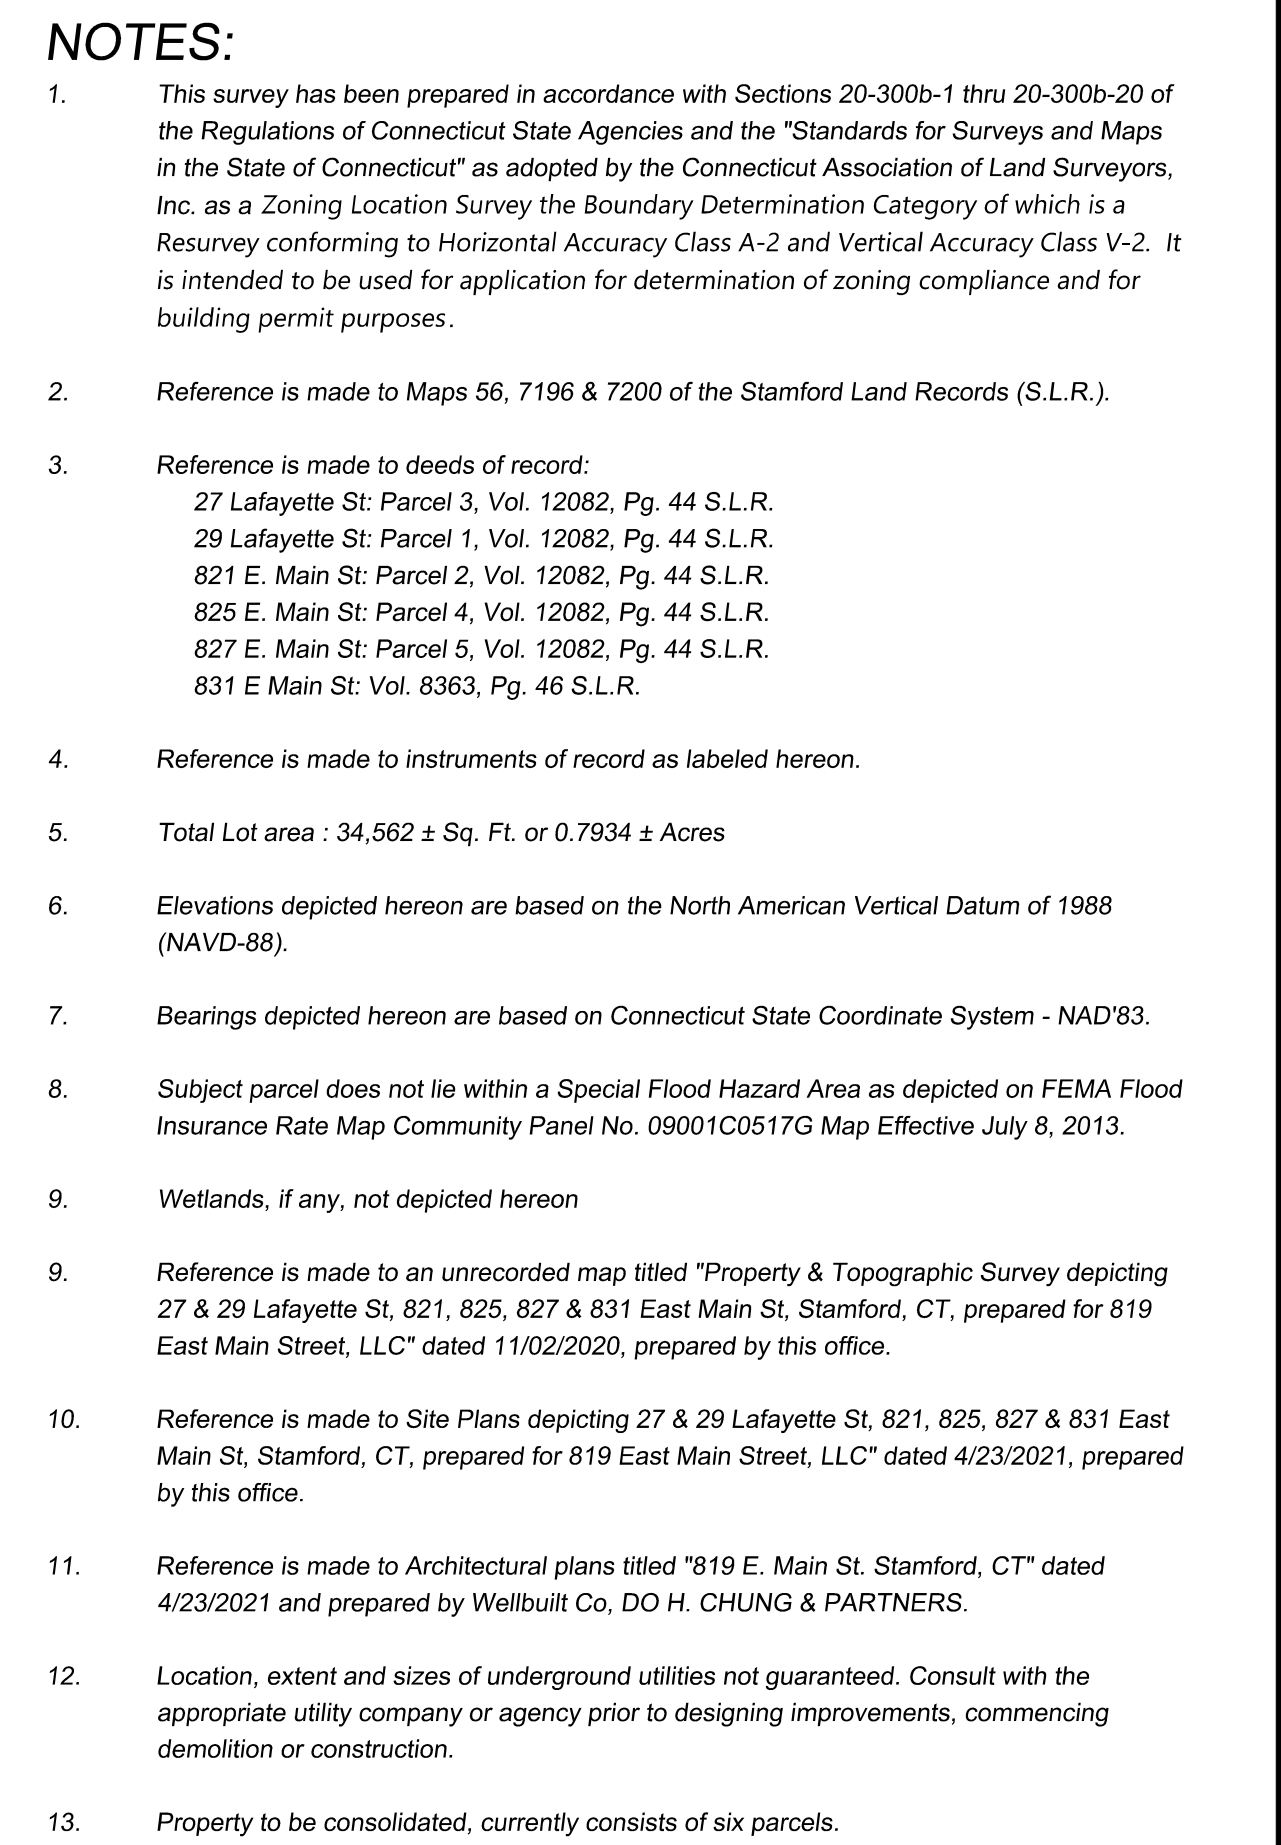 NOTES:
1. This survey has been prepared in accordance with Sections 20-300b-1 thru 20-300b-20 of
the Regulations of Connecticut State Agencies and the "Standards for Surveys and Maps
in the State of Connecticut" as adopted by the Connecticut Association of Land Surveyors,
Inc. as a Zoning Location Survey the Boundary Determination Category of which is a
Resurvey conforming to Horizontal Accuracy Class A-2 and Vertical Accuracy Class V-2. It
is intended to be used for application for determination of zoning compliance and for
building permit purposes.
2. Reference is made to Maps 56, 7196 & 7200 of the Stamford Land Records (S.L.R.).
3. Reference is made to deeds of record:
27 Lafayette St: Parcel 3, Vol. 12082, Pg. 44 S.L.R.
29 Lafayette St: Parcel 1, Vol. 12082, Pg. 44 S.L.R.
821 E. Main St: Parcel 2, Vol. 12082, Pg. 44 S.L.R.
825 E. Main St: Parcel 4, Vol. 12082, Pg. 44 S.L.R.
827 E. Main St: Parcel 5, Vol. 12082, Pg. 44 S.L.R.
831 E Main St: Vol. 8363, Pg. 46 S.L.R.
4. Reference is made to instruments of record as labeled hereon.
5. Total Lot area : 34,562 ± Sq. Ft. or 0.7934 ± Acres
6. Elevations depicted hereon are based on the North American Vertical Datum of 1988
(NAVD-88).
7. Bearings depicted hereon are based on Connecticut State Coordinate System - NAD'83.
8. Subject parcel does not lie within a Special Flood Hazard Area as depicted on FEMA Flood
Insurance Rate Map Community Panel No. 09001C0517G Map Effective July 8, 2013.
9. Wetlands, if any, not depicted hereon
9. Reference is made to an unrecorded map titled "Property & Topographic Survey depicting
27 & 29 Lafayette St, 821, 825, 827 & 831 East Main St, Stamford, CT, prepared for 819
East Main Street, LLC" dated 11/02/2020, prepared by this office.
10. Reference is made to Site Plans depicting 27 & 29 Lafayette St, 821, 825, 827 & 831 East
Main St, Stamford, CT, prepared for 819 East Main Street, LLC" dated 4/23/2021, prepared
by this office.
11. Reference is made to Architectural plans titled "819 E. Main St. Stamford, CT" dated
4/23/2021 and prepared by Wellbuilt Co, DO H. CHUNG & PARTNERS.
12. Location, extent and sizes of underground utilities not guaranteed. Consult with the
appropriate utility company or agency prior to designing improvements, commencing
demolition or construction.
13. Property to be consolidated, currently consists of six parcels.